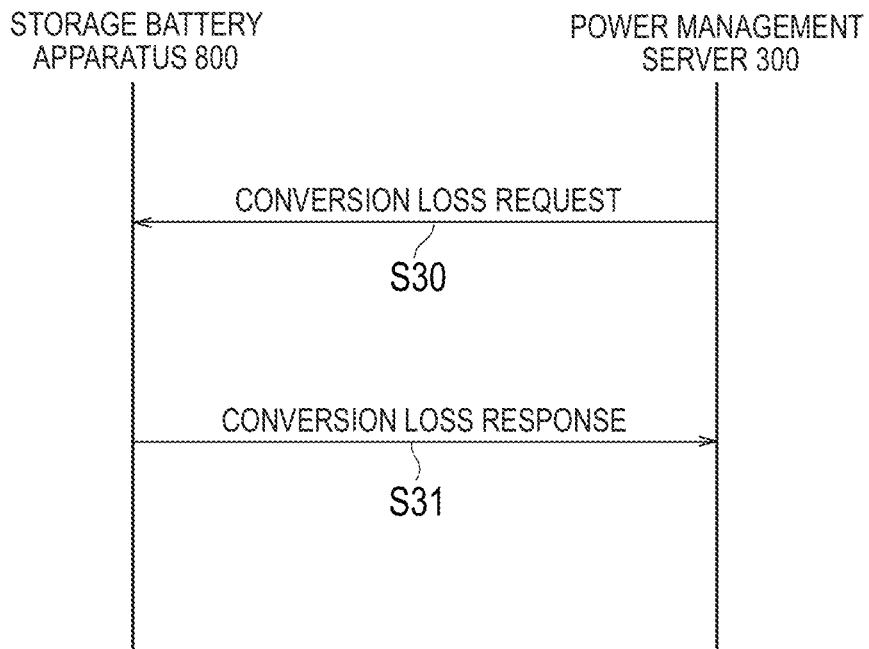 STORAGE BATTERY
APPARATUS 800
POWER MANAGEMENT
SERVER 300
CONVERSION LOSS REQUEST
S30
CONVERSION LOSS RESPONSE
S31